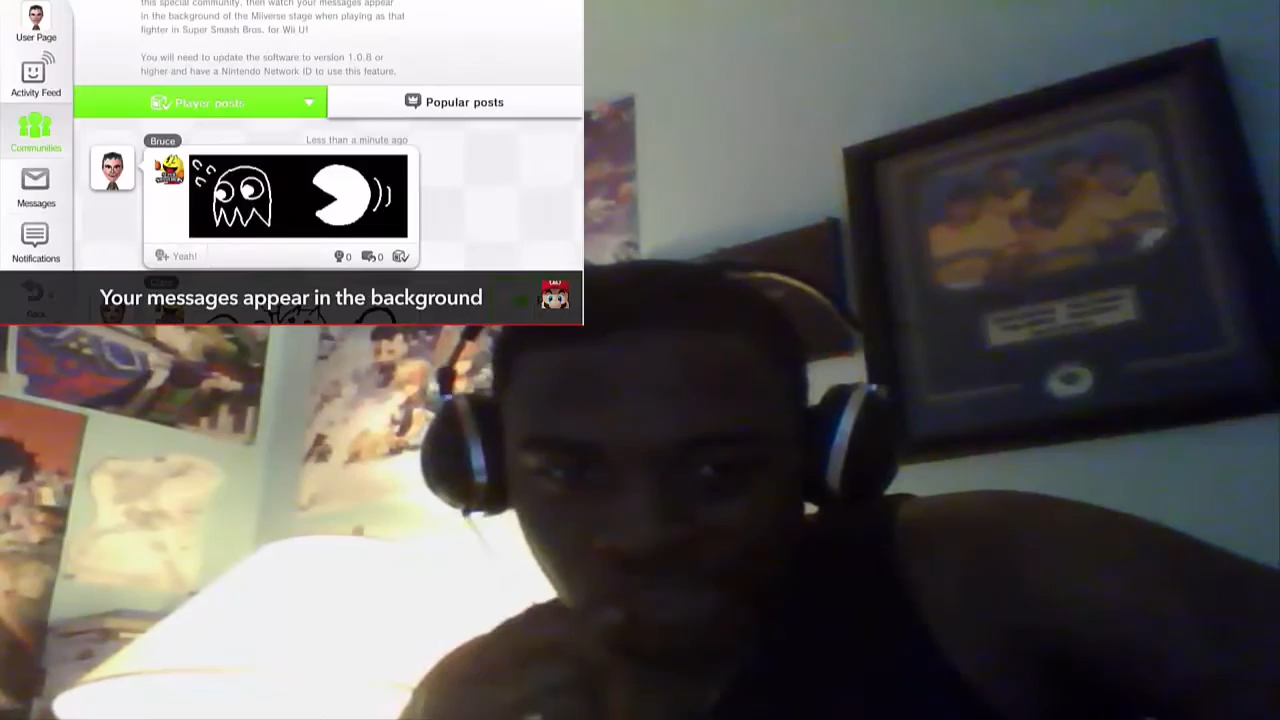 this special community, then watch your messages appear
in the background of the Miiverse stage when playing as that
fighter in Super Smash Bros. for Wii U!
You will need to update the software to version 1.0.8 or
higher and have a Nintendo Network ID to use this feature.
User Page
Activity Feed
Communities
Messages
Notifications
Player posts
Popular posts
Bruce
Less than a minute ago
Yeah!
0
0
Your messages appear in the background